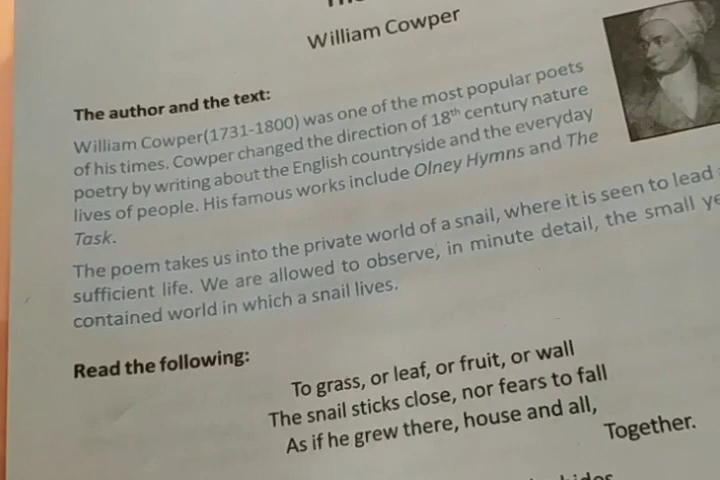 William Cowper
The author and the text:
William Cowper(1731-1800) was one of the most popular poets
of his times. Cowper changed the direction of 18th century nature
poetry by writing about the English countryside and the everyday
lives of people. His famous works include Olney Hymns and The
Task.
The poem takes us into the private world of a snail, where it is seen to lead
sufficient life. We are allowed to observe, in minute detail, the small
contained world in which a snail lives.
Read the following:
To grass, or leaf, or fruit, or wall
The snail sticks close, nor fears to fall
As if he grew there, house and all,
Together.